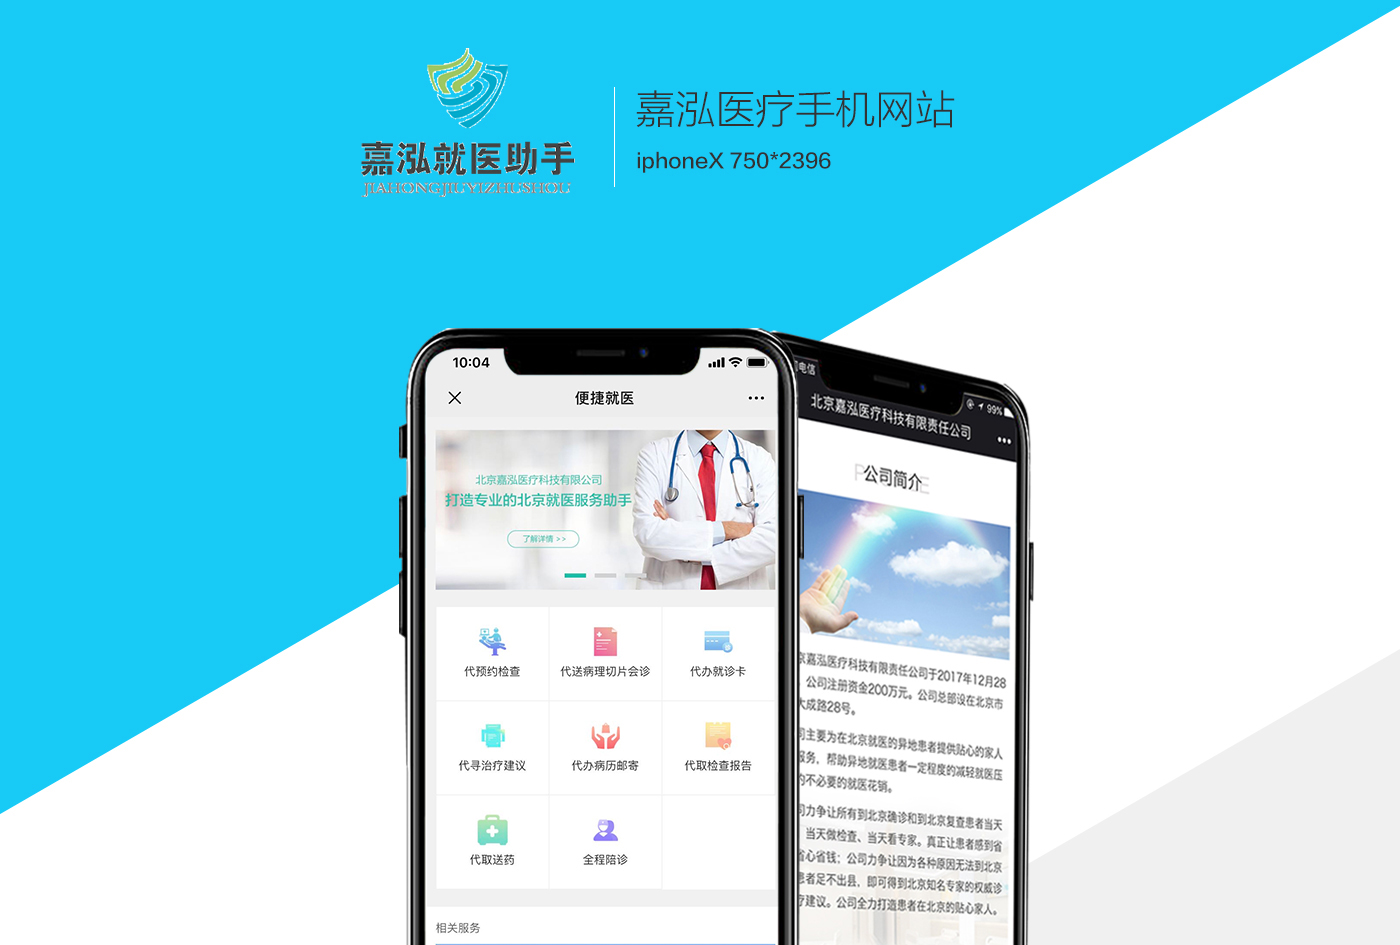 嘉泓就医助手
JIAHONGJIUYIZHUSHOU
嘉泓医疗手机网站
iphoneX 750*2396
10:04
便捷就医
北京嘉泓医疗科技有限公司
打造专业的北京就医服务助手
了解详情 >>
代预约检查
代送病理切片会诊
代办就诊卡
代寻治疗建议
代办病历邮寄
代取检查报告
代取送药
全程陪诊
相关服务
电信
99%
北京嘉泓医疗科技有限责任公司
公司简介
京嘉泓医疗科技有限责任公司于2017年12月28
公司注册资金200万元。公司总部设在北京市
大成路28号。
司主要为在北京就医的异地患者提供贴心的家人
服务，帮助异地就医患者一定程度的减轻就医压
的不必要的就医花销。
司力争让所有到北京确诊和到北京复查患者当天
当天做检查、当天看专家。真正让患者感到省
省心省钱；公司力争让因为各种原因无法到北京
患者足不出县，即可得到北京知名专家的权威诊
疗建议。公司全力打造患者在北京的贴心家人。